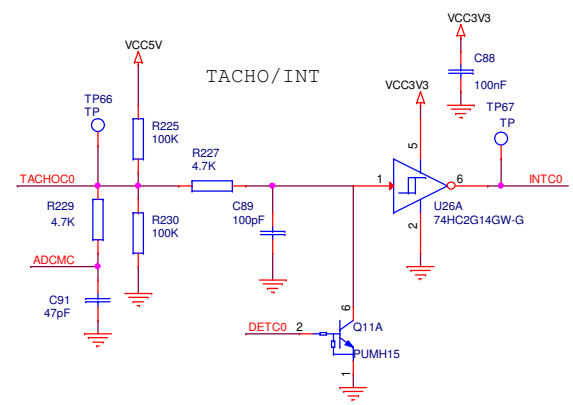 VCC3V3
VCC5V
C88
TACHO/INT
100nF
VCC3V3
TP66
TP
TP67
TP
R225
100K
5
R227
4.7K
TACHOC0
1
6
INTC0
R229
4.7K
R230
100K
C89
100pF
U26A
74HC2G14GW-G
2
ADCMC
C91
47pF
6
DETC0
2
Q11A
PUMH15
1